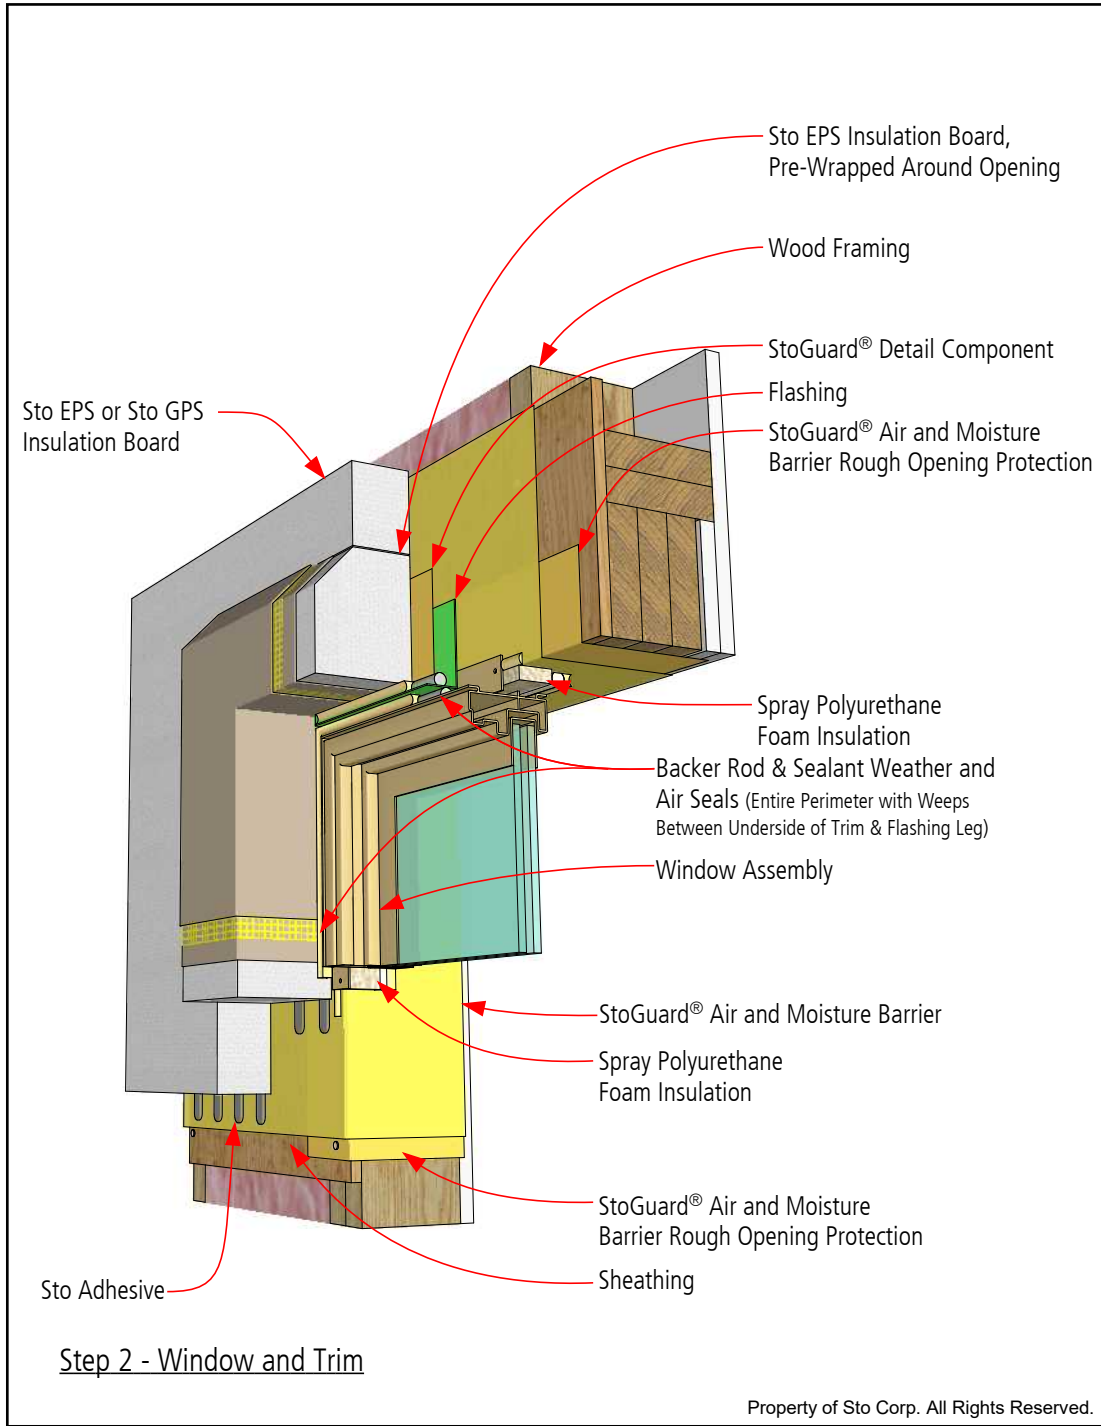 Sto EPS Insulation Board,
Pre-Wrapped Around Opening
Wood Framing
StoGuard® Detail Component
Flashing
StoGuard® Air and Moisture
Barrier Rough Opening Protection
Sto EPS or Sto GPS
Insulation Board
Spray Polyurethane
Foam Insulation
Backer Rod & Sealant Weather and
Air Seals (Entire Perimeter with Weeps
Between Underside of Trim & Flashing Leg)
Window Assembly
StoGuard® Air and Moisture Barrier
Spray Polyurethane
Foam Insulation
StoGuard® Air and Moisture
Barrier Rough Opening Protection
Sheathing
Sto Adhesive
Step 2 - Window and Trim
Property of Sto Corp. All Rights Reserved.